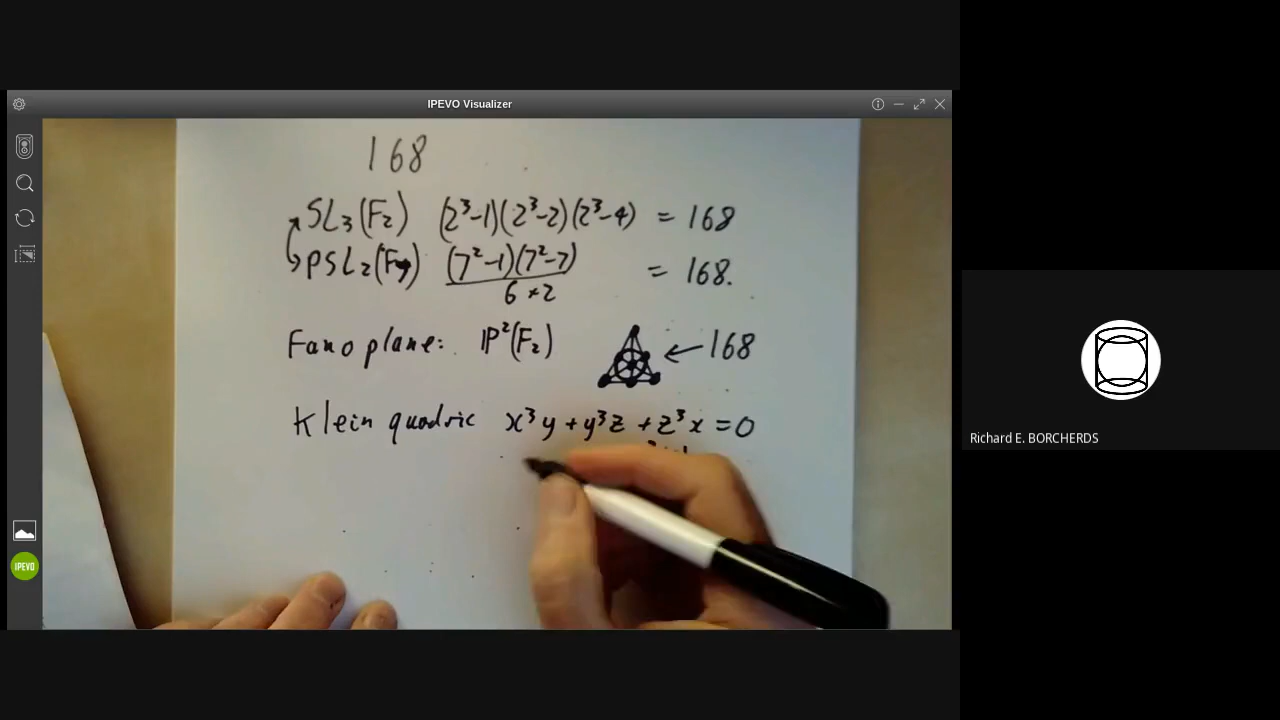 IPEVO Visualizer
168
SL₃(F₂) (2³-1)(2³-2)(2³-4) = 168
PSL₂(F₇) (7²-1)(7²-7) = 168.
6×2
Fano plane: ℙ²(F₂) ← 168
Klein quadric x³y + y³z + z³x = 0
Richard E. BORCHERDS
IPEVO